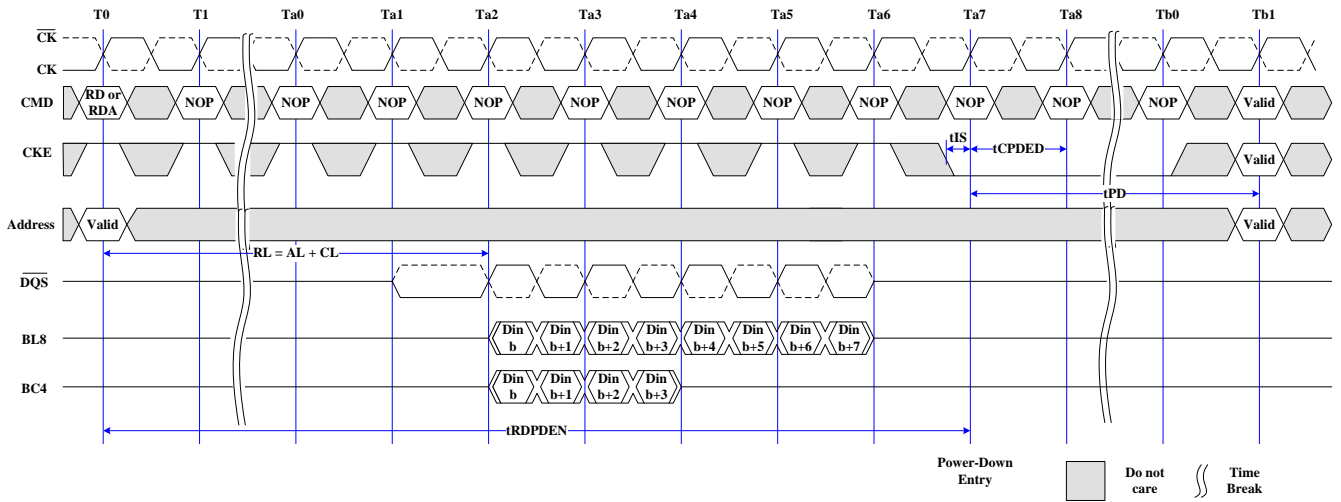 T0 T1 Ta0 Ta1 Ta2 Ta3 Ta4 Ta5 Ta6 Ta7 Ta8 Tb0 Tb1
CK
CK
CMD RD or RDA NOP NOP NOP NOP NOP NOP NOP NOP NOP NOP NOP Valid
tIS tCPDED
CKE Valid
tPD
Address Valid Valid
RL = AL + CL
DQS
BL8 Din b Din b+1 Din b+2 Din b+3 Din b+4 Din b+5 Din b+6 Din b+7
BC4 Din b Din b+1 Din b+2 Din b+3
tRDPDEN
Power-Down
Entry
Do not
care
Time
Break